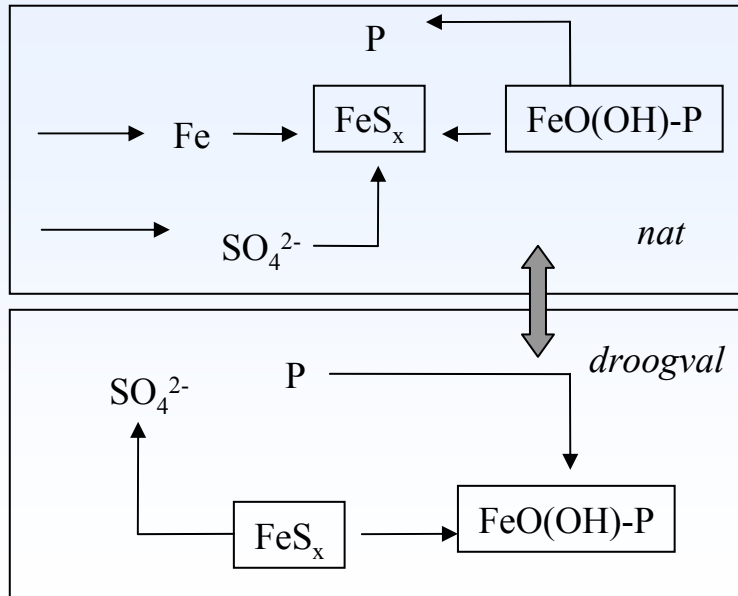 P
Fe
FeSₓ
FeO(OH)-P
SO₄²⁻
nat
droogval
P
SO₄²⁻
FeO(OH)-P
FeSₓ